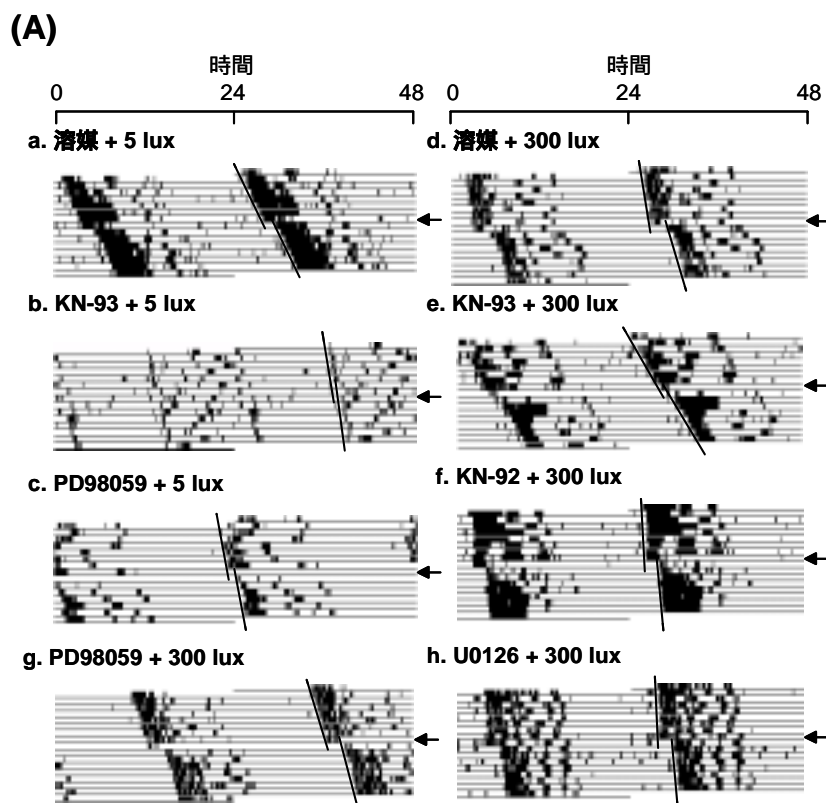 (A)
時間
0 24 48
時間
0 24 48
a. 溶媒 + 5 lux
d. 溶媒 + 300 lux
b. KN-93 + 5 lux
e. KN-93 + 300 lux
c. PD98059 + 5 lux
f. KN-92 + 300 lux
g. PD98059 + 300 lux
h. U0126 + 300 lux